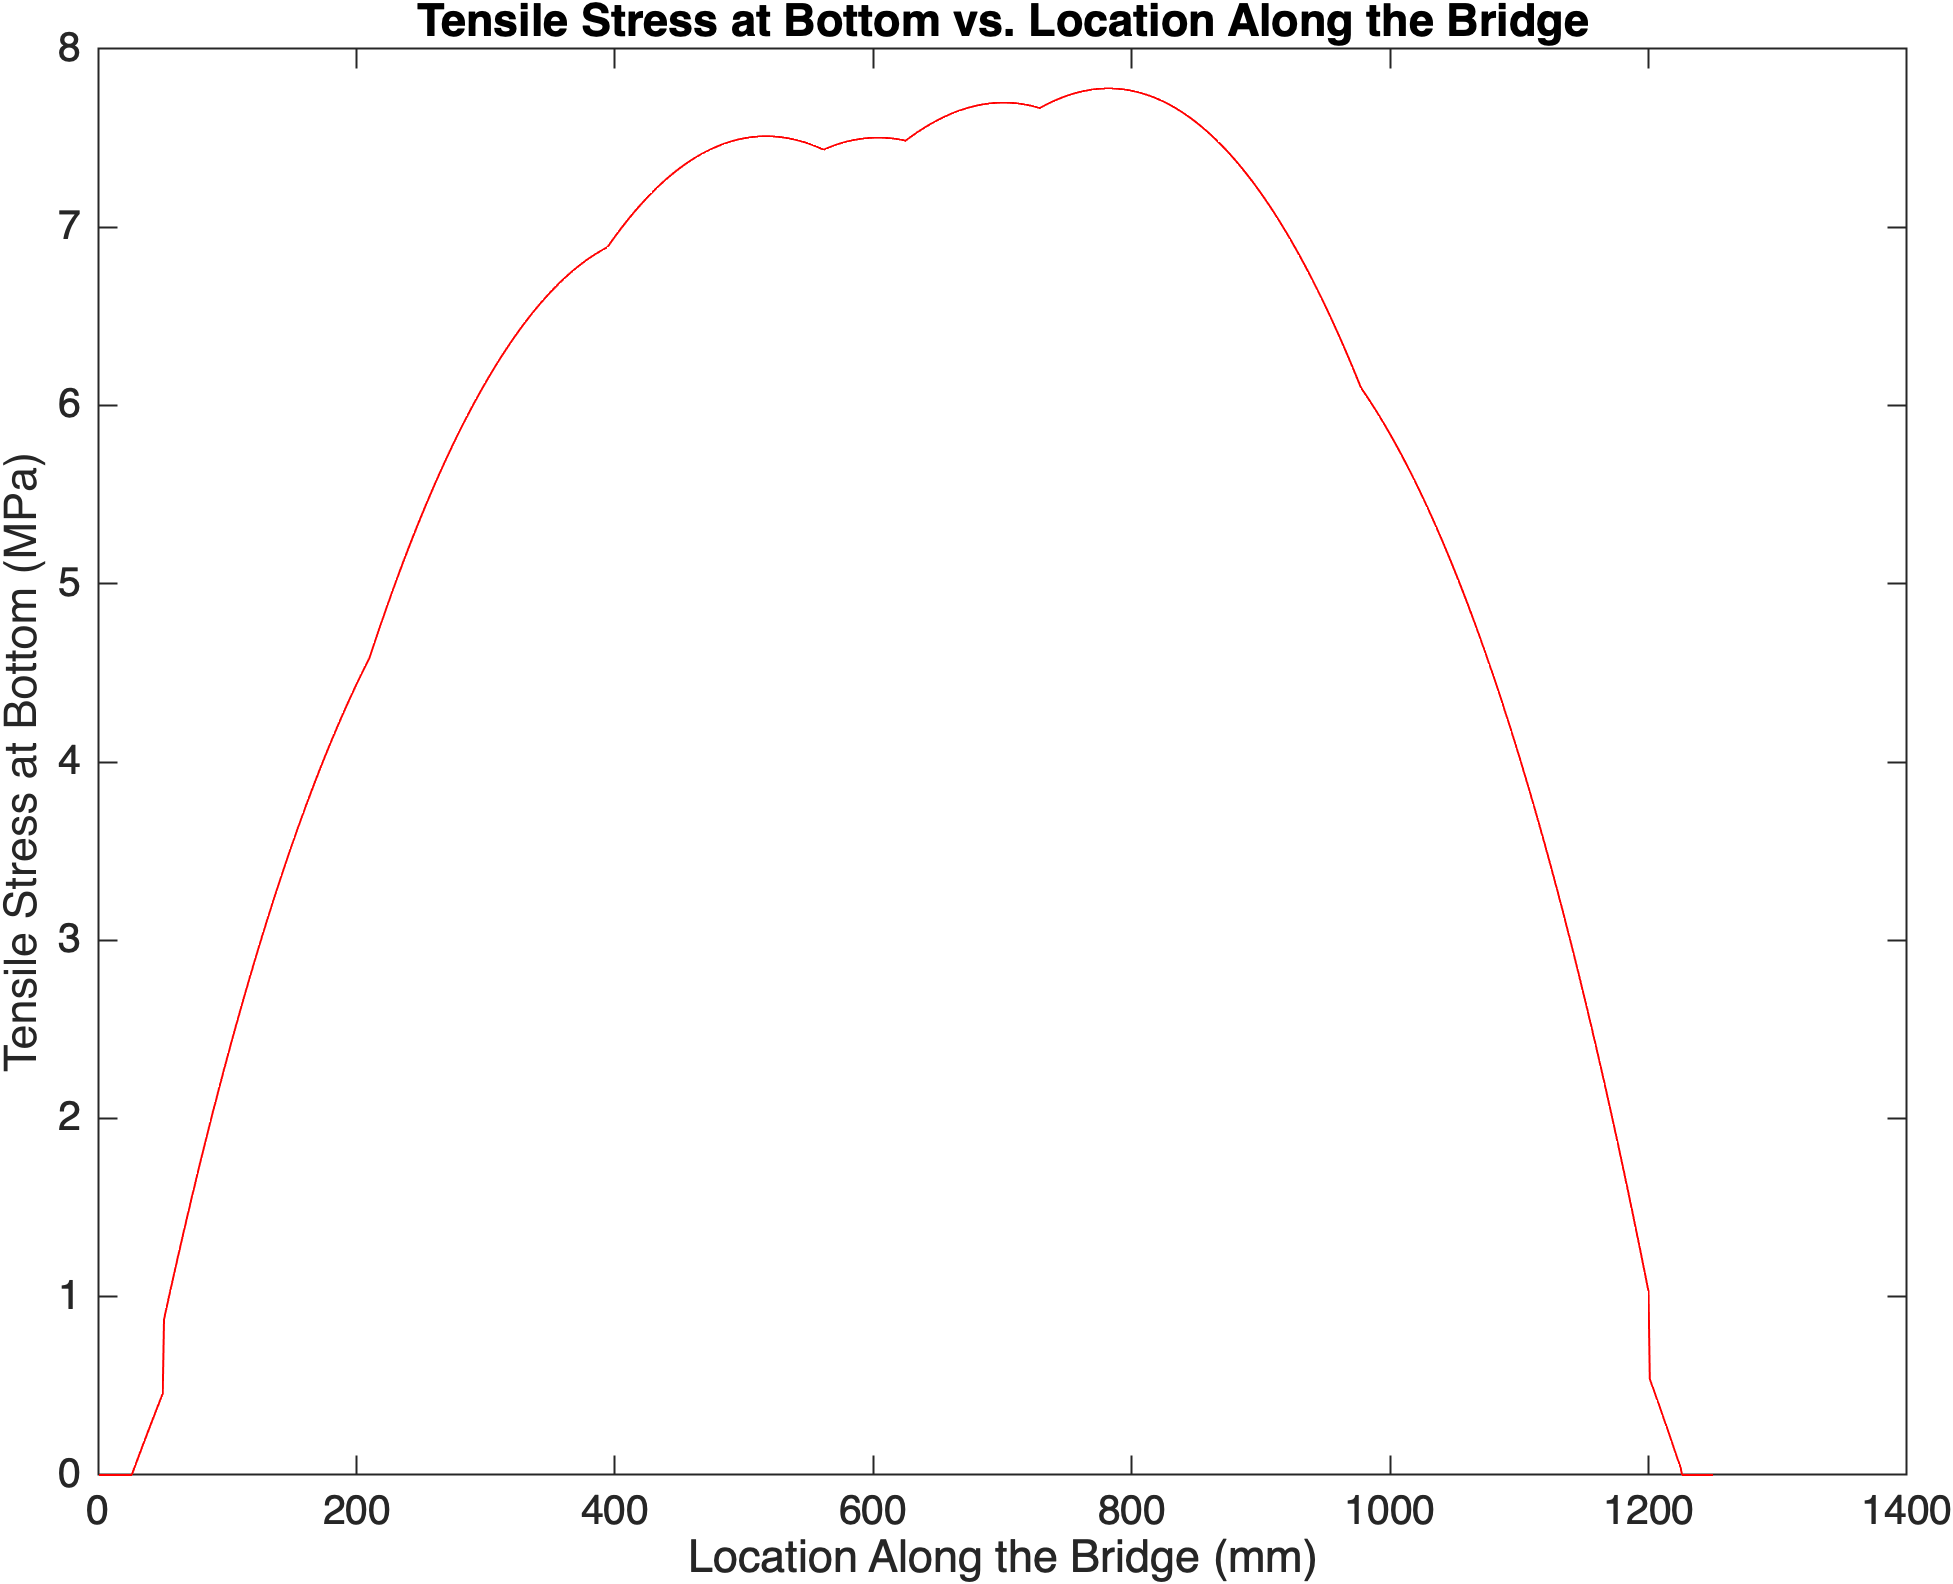 Tensile Stress at Bottom vs. Location Along the Bridge
8
7
6
5
4
3
2
1
0
Tensile Stress at Bottom (MPa)
0 200 400 600 800 1000 1200 1400
Location Along the Bridge (mm)